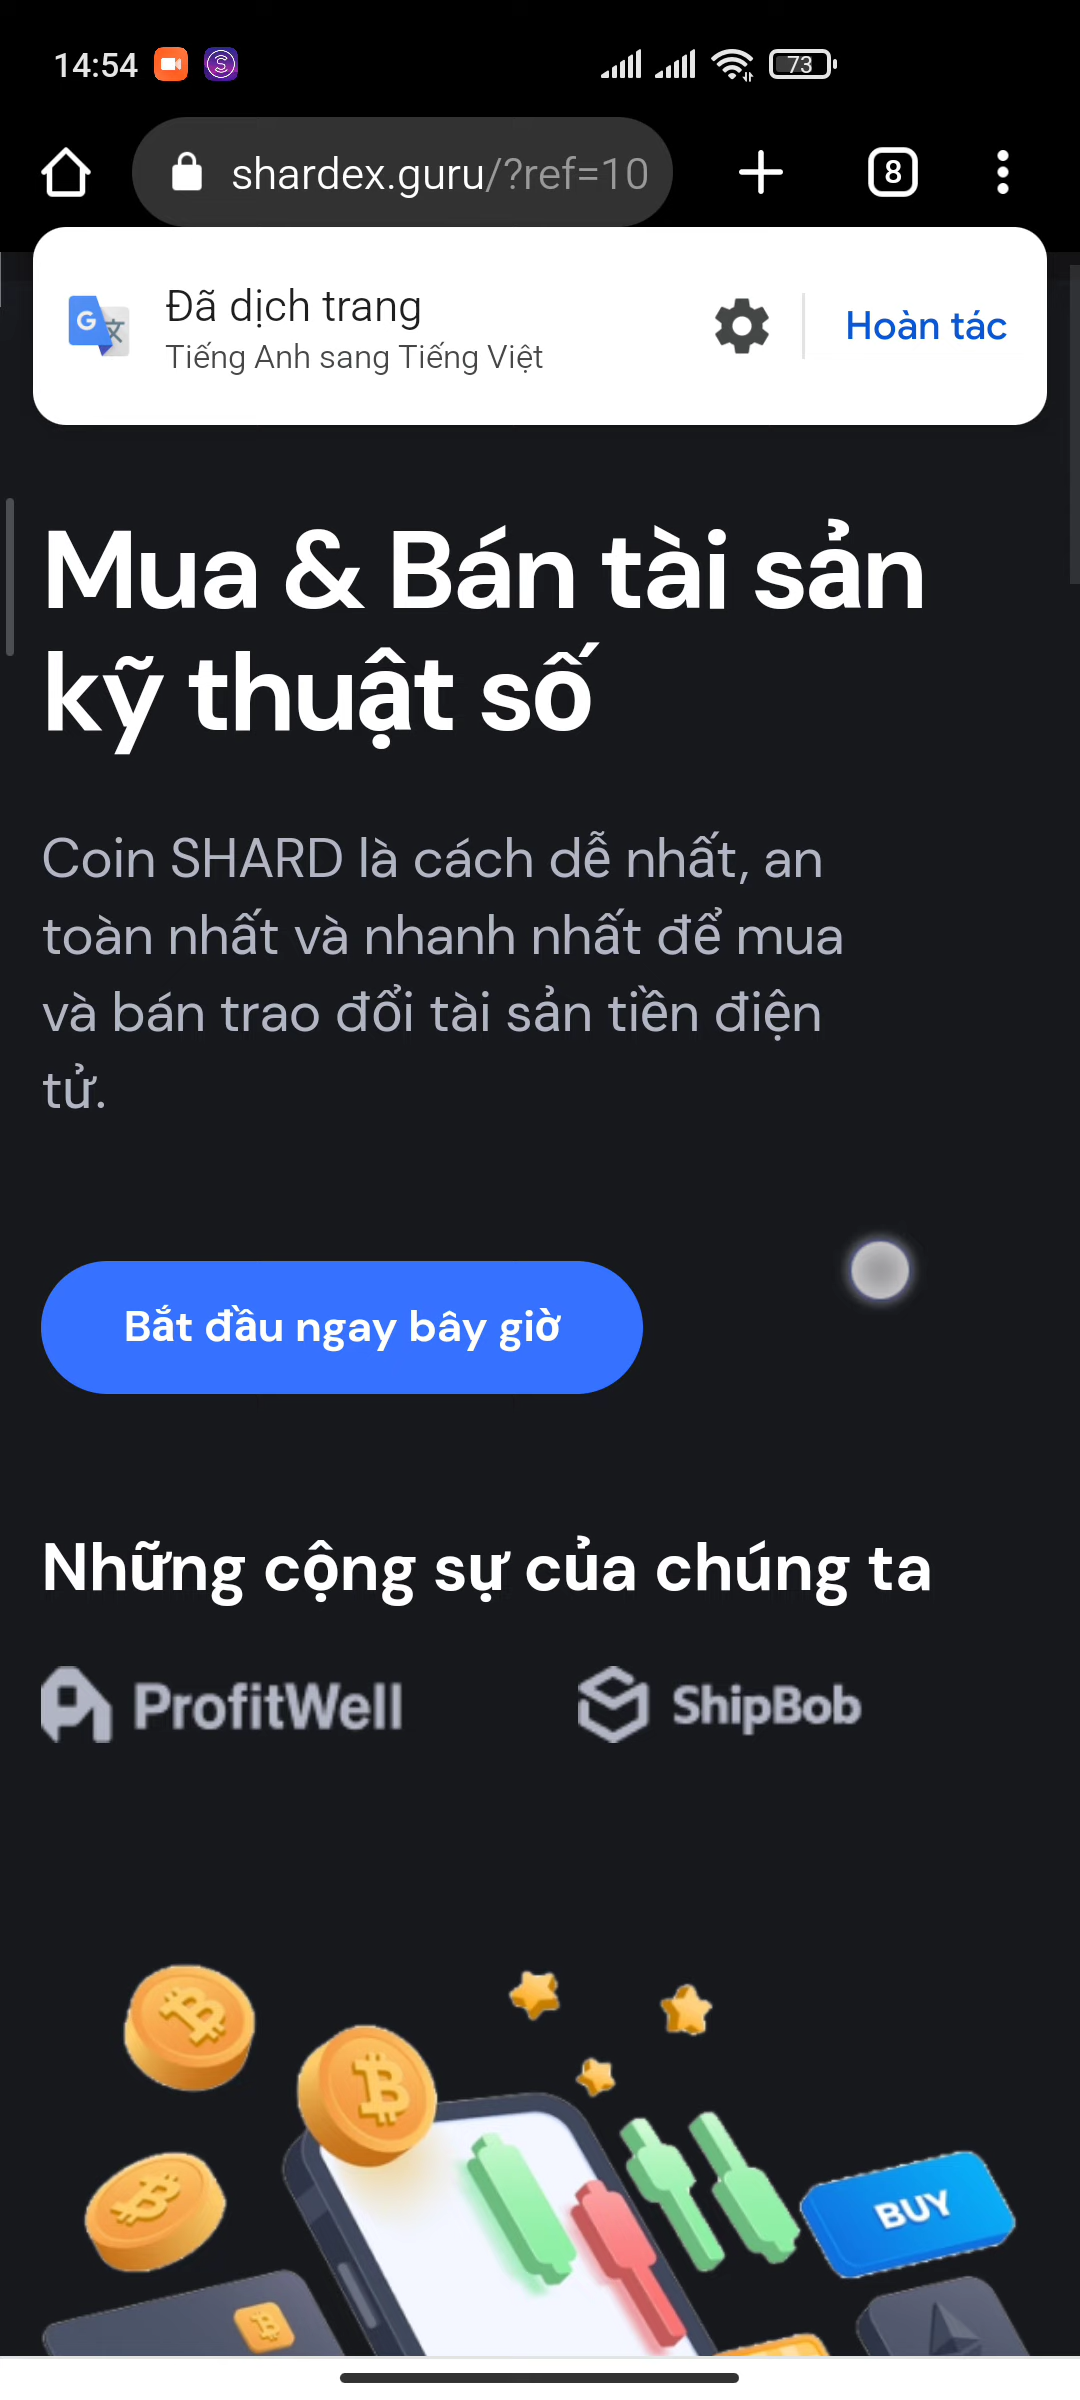 14:54
73
shardex.guru/?ref=10
8
Đã dịch trang
Tiếng Anh sang Tiếng Việt
Hoàn tác
Mua & Bán tài sản
kỹ thuật số
Coin SHARD là cách dễ nhất, an
toàn nhất và nhanh nhất để mua
và bán trao đổi tài sản tiền điện
tử.
Bắt đầu ngay bây giờ
Những cộng sự của chúng ta
ProfitWell
ShipBob
BUY